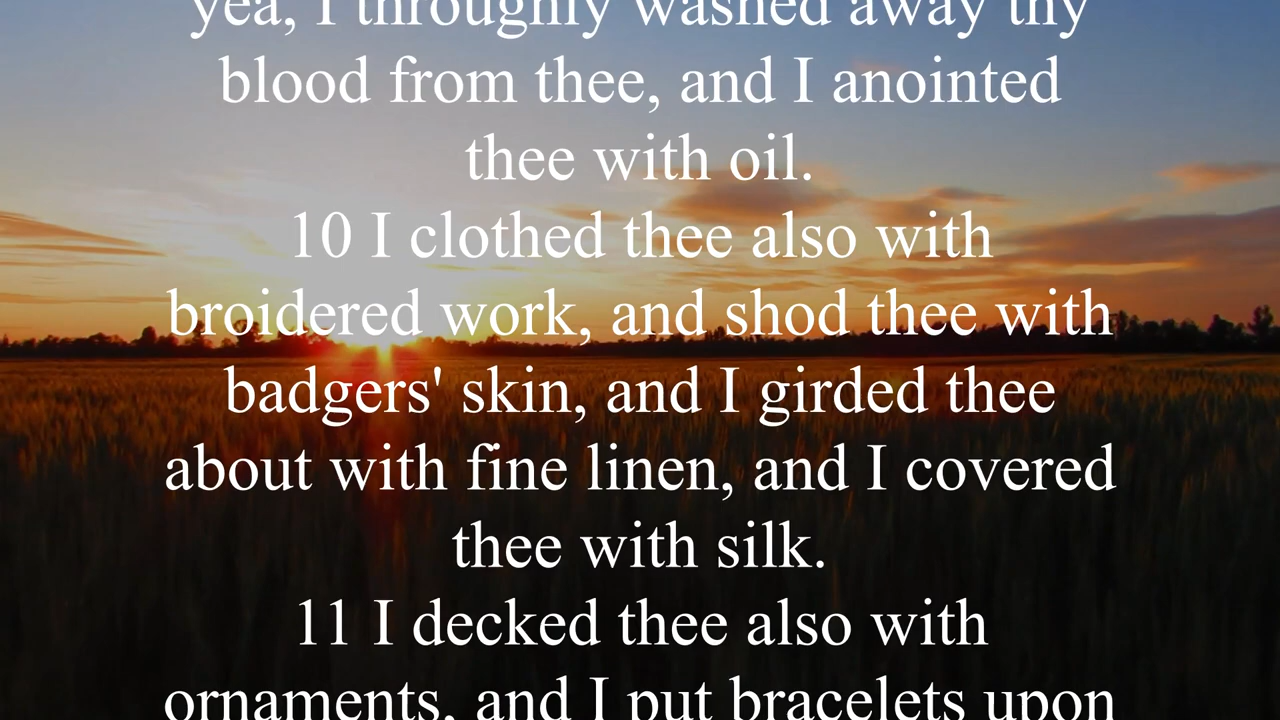 yea, I throughly washed away thy
blood from thee, and I anointed
thee with oil.
10 I clothed thee also with
broidered work, and shod thee with
badgers' skin, and I girded thee
about with fine linen, and I covered
thee with silk.
11 I decked thee also with
ornaments, and I put bracelets upon